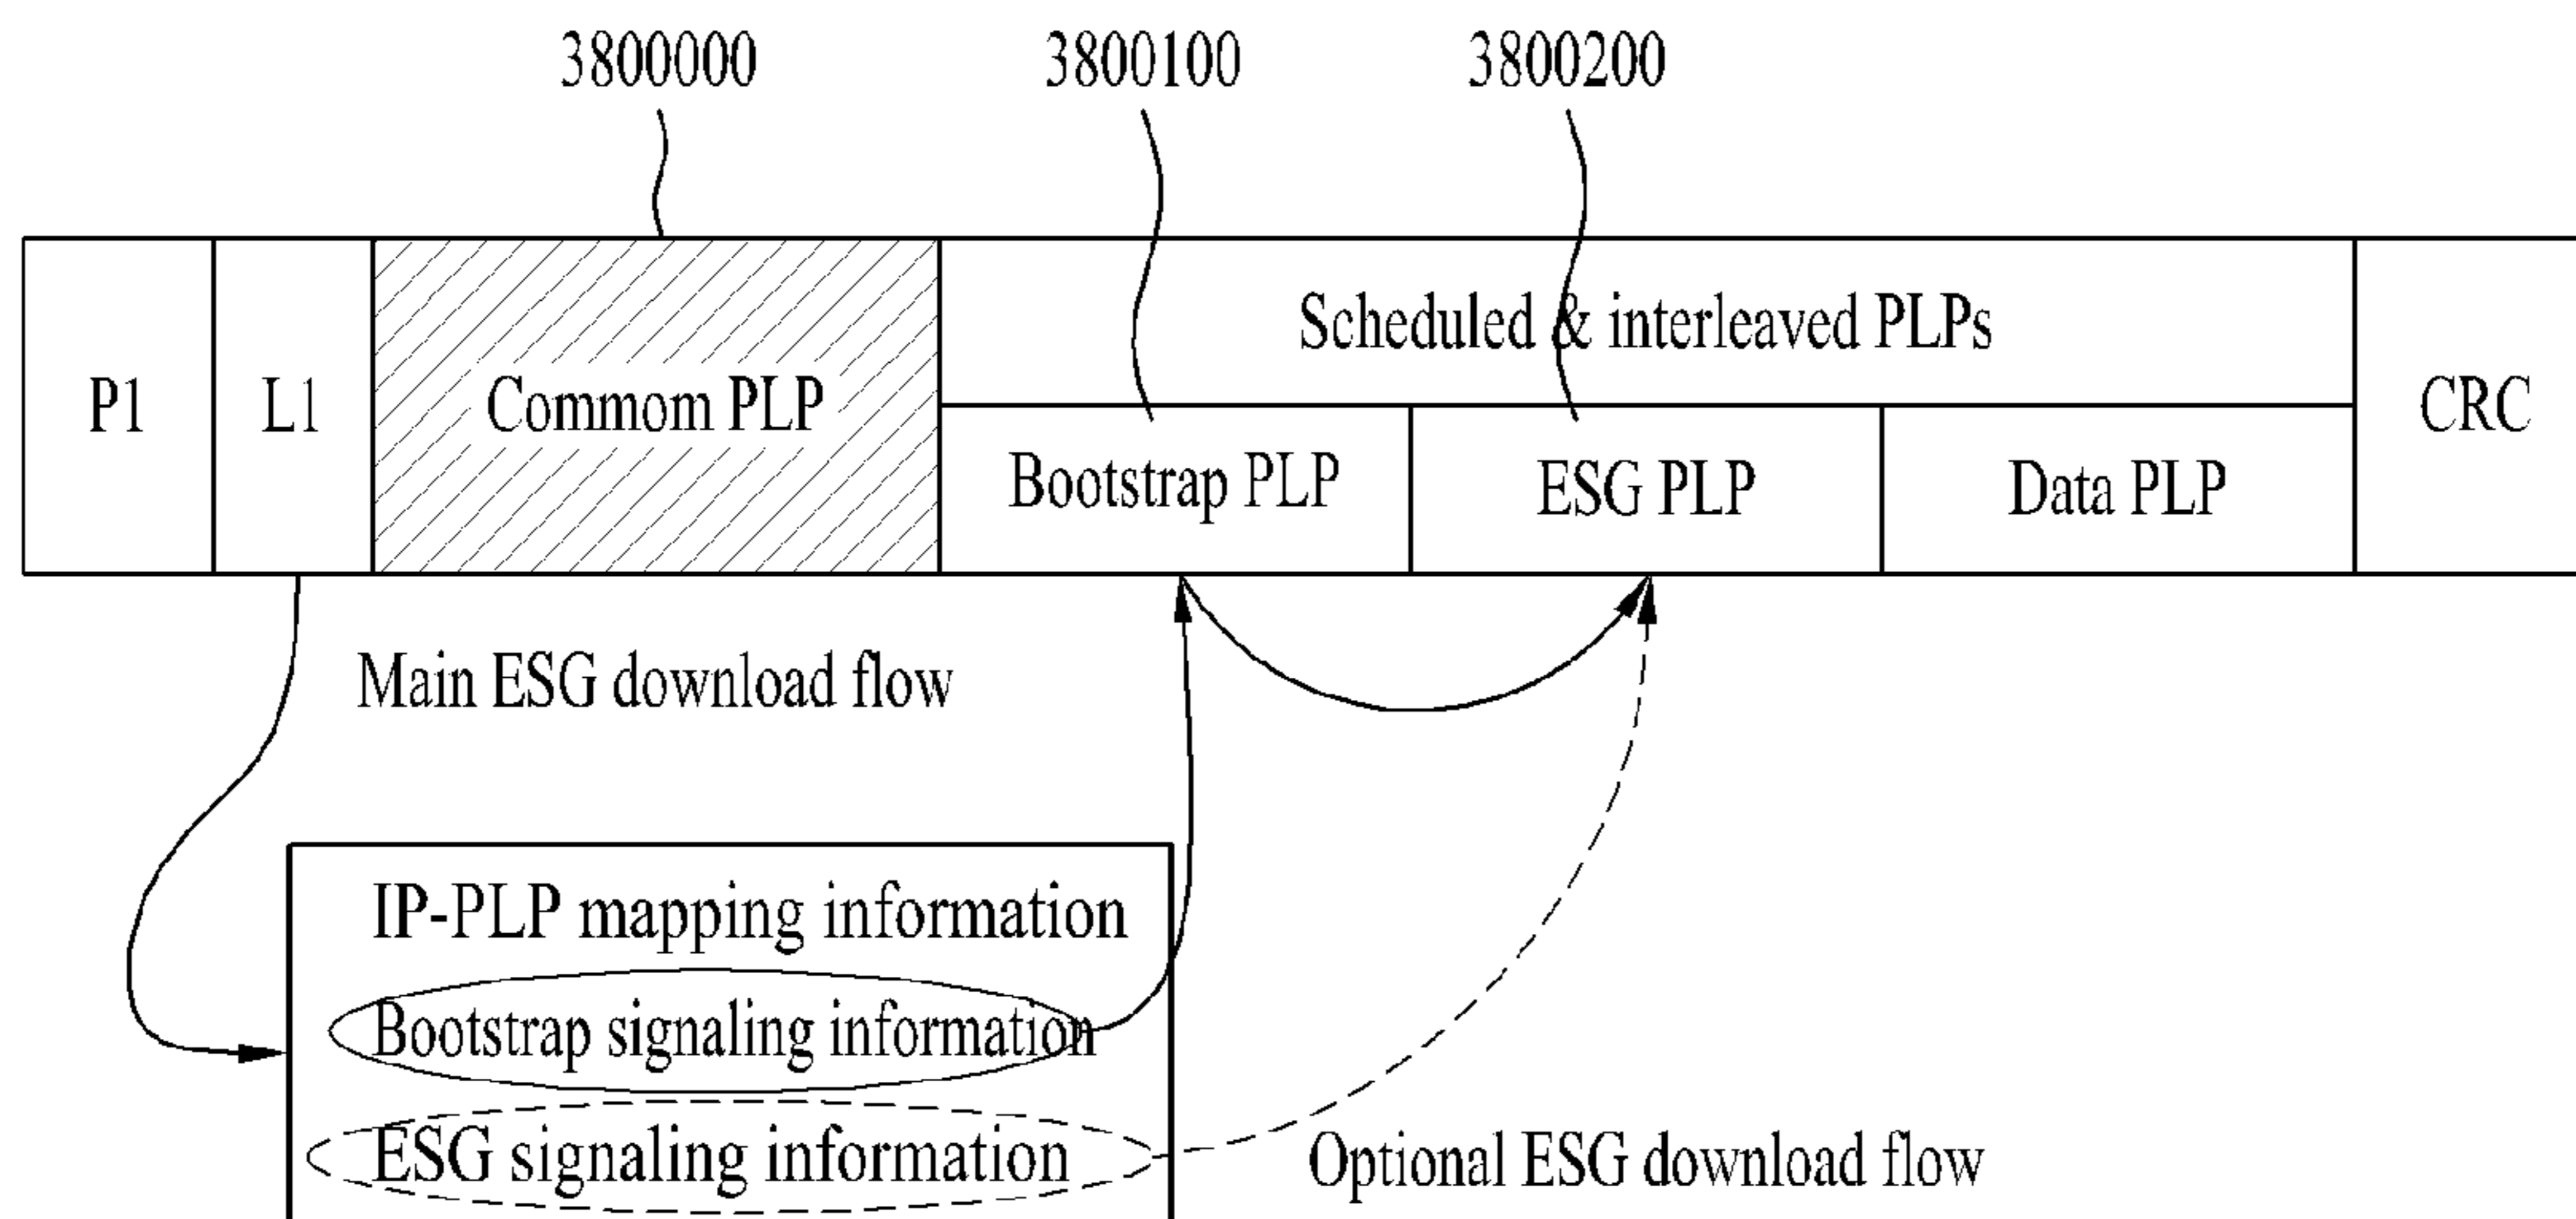 3800000
3800100
3800200
P1
L1
Commom PLP
Scheduled & interleaved PLPs
Bootstrap PLP
ESG PLP
Data PLP
CRC
Main ESG download flow
IP-PLP mapping information
Bootstrap signaling information
ESG signaling information
Optional ESG download flow